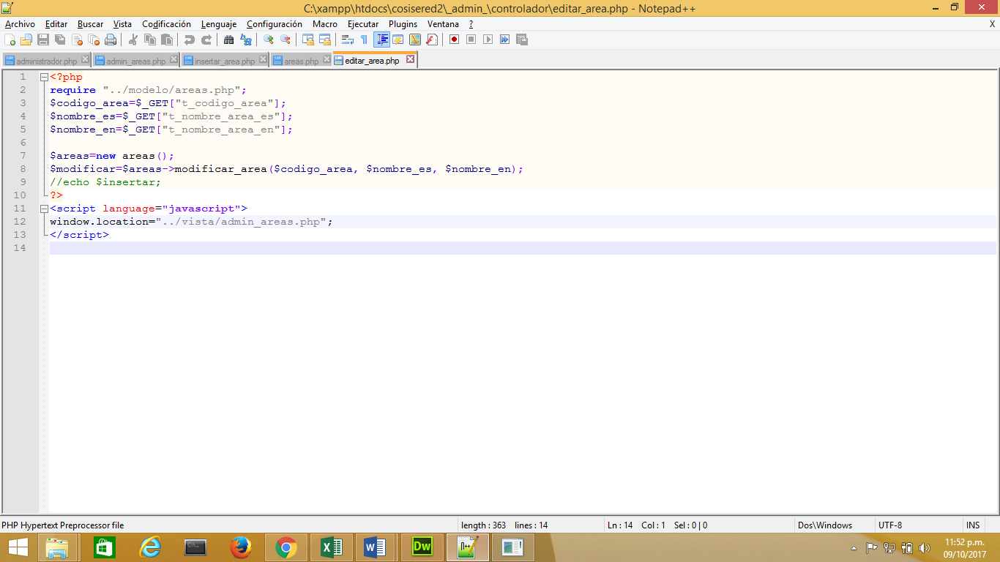 C:\xampp\htdocs\cosisered2\_admin_\controlador\editar_area.php - Notepad++
Archivo Editar Buscar Vista Codificación Lenguaje Configuración Macro Ejecutar Plugins Ventana ? X
administrador.php admin_areas.php insertar_area.php areas.php editar_area.php
1 <?php
2 require "../modelo/areas.php";
3 $codigo_area=$_GET["t_codigo_area"];
4 $nombre_es=$_GET["t_nombre_area_es"];
5 $nombre_en=$_GET["t_nombre_area_en"];
6
7 $areas=new areas();
8 $modificar=$areas->modificar_area($codigo_area, $nombre_es, $nombre_en);
9 //echo $insertar;
10 ?>
11 <script language="javascript">
12 window.location="../vista/admin_areas.php";
13 </script>
14
PHP Hypertext Preprocessor file length : 363 lines : 14 Ln : 14 Col : 1 Sel : 0 | 0 Dos\Windows UTF-8 INS
11:52 p.m.
09/10/2017